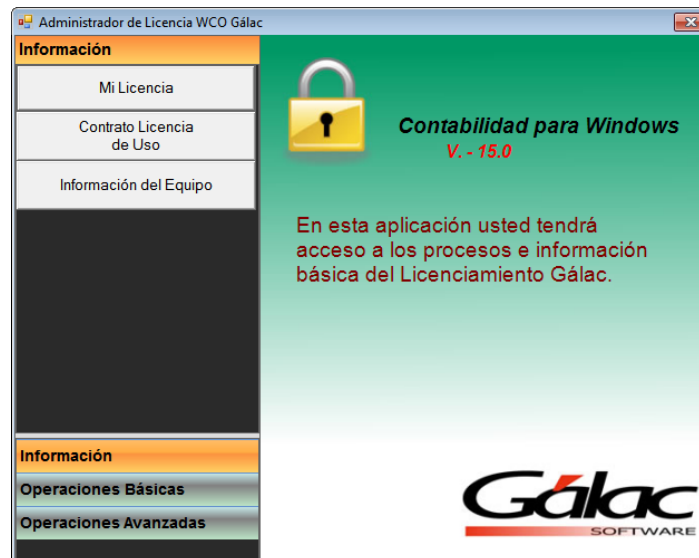 Administrador de Licencia WCO Gálac
Información
Mi Licencia
Contrato Licencia
de Uso
Información del Equipo
Contabilidad para Windows
V. - 15.0
En esta aplicación usted tendrá
acceso a los procesos e información
básica del Licenciamiento Gálac.
Información
Operaciones Básicas
Operaciones Avanzadas
Gálac
SOFTWARE